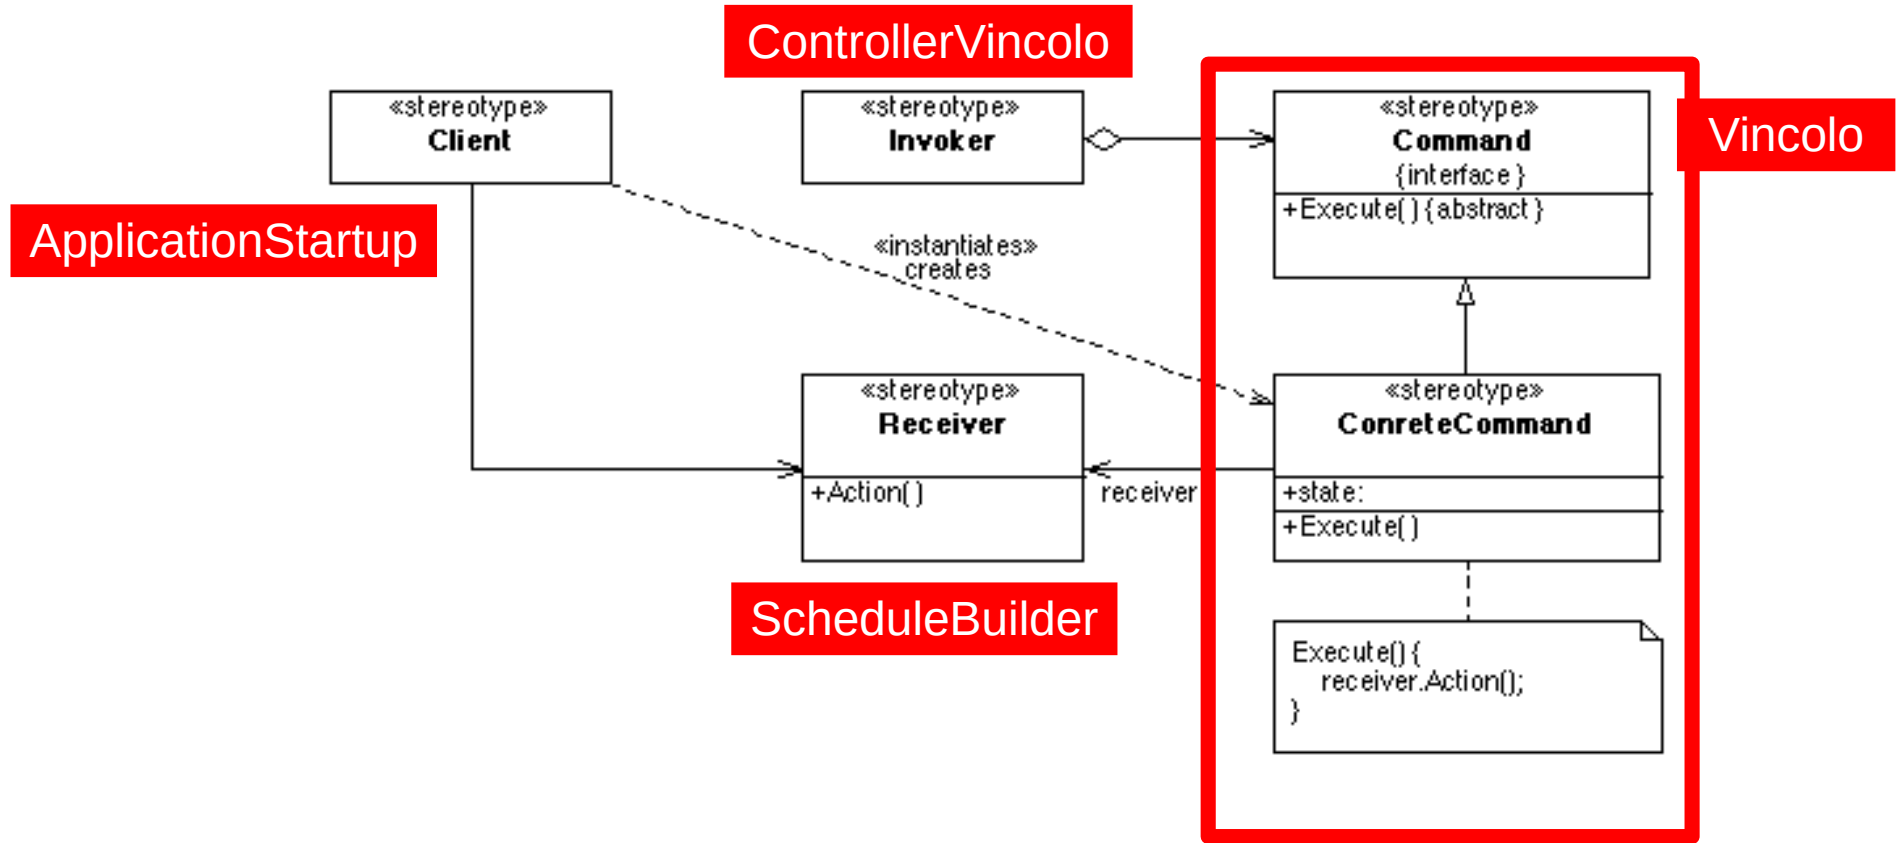 ControllerVincolo
«stereotype»
Client
«stereotype»
Invoker
«stereotype»
Command
{interface}
+Execute(){abstract}
Vincolo
ApplicationStartup
«instantiates»
creates
«stereotype»
Receiver
+Action()
receiver
«stereotype»
ConreteCommand
+state:
+Execute()
ScheduleBuilder
Execute(){
receiver.Action();
}